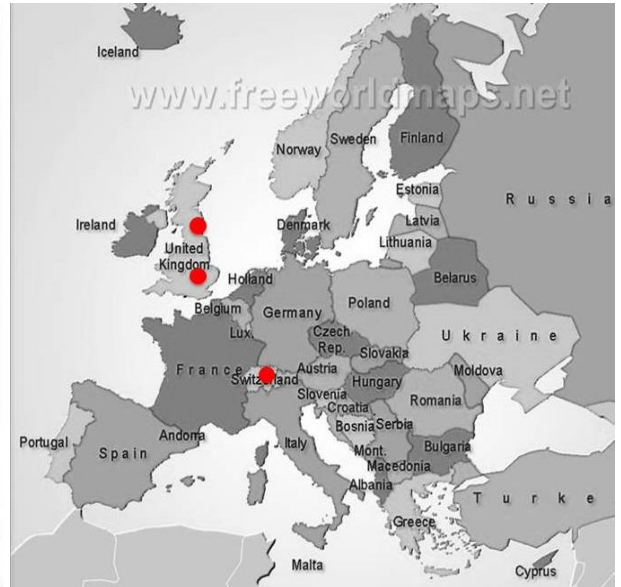 Iceland
www.freeworldmaps.net
Norway
Sweden
Finland
Estonia
Russia
Latvia
Lithuania
Ireland
United
Kingdom
Denmark
Belarus
Holland
Belgium
Germany
Poland
Lux.
Czech
Rep.
Ukraine
Slovakia
France
Switzerland
Austria
Hungary
Moldova
Slovenia
Croatia
Romania
Bosnia
Serbia
Portugal
Spain
Andorra
Italy
Mont.
Bulgaria
Macedonia
Albania
Turke
Greece
Malta
Cyprus